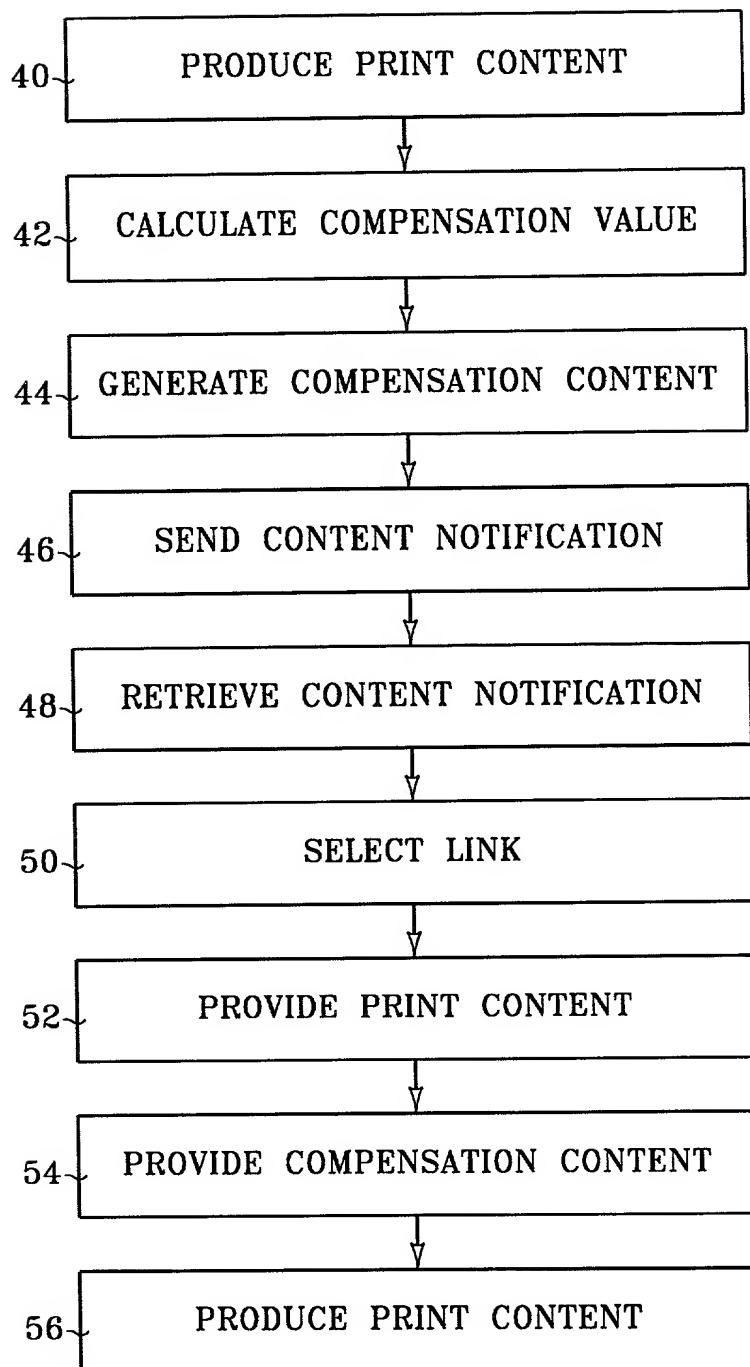 40 PRODUCE PRINT CONTENT
42 CALCULATE COMPENSATION VALUE
44 GENERATE COMPENSATION CONTENT
46 SEND CONTENT NOTIFICATION
48 RETRIEVE CONTENT NOTIFICATION
50 SELECT LINK
52 PROVIDE PRINT CONTENT
54 PROVIDE COMPENSATION CONTENT
56 PRODUCE PRINT CONTENT